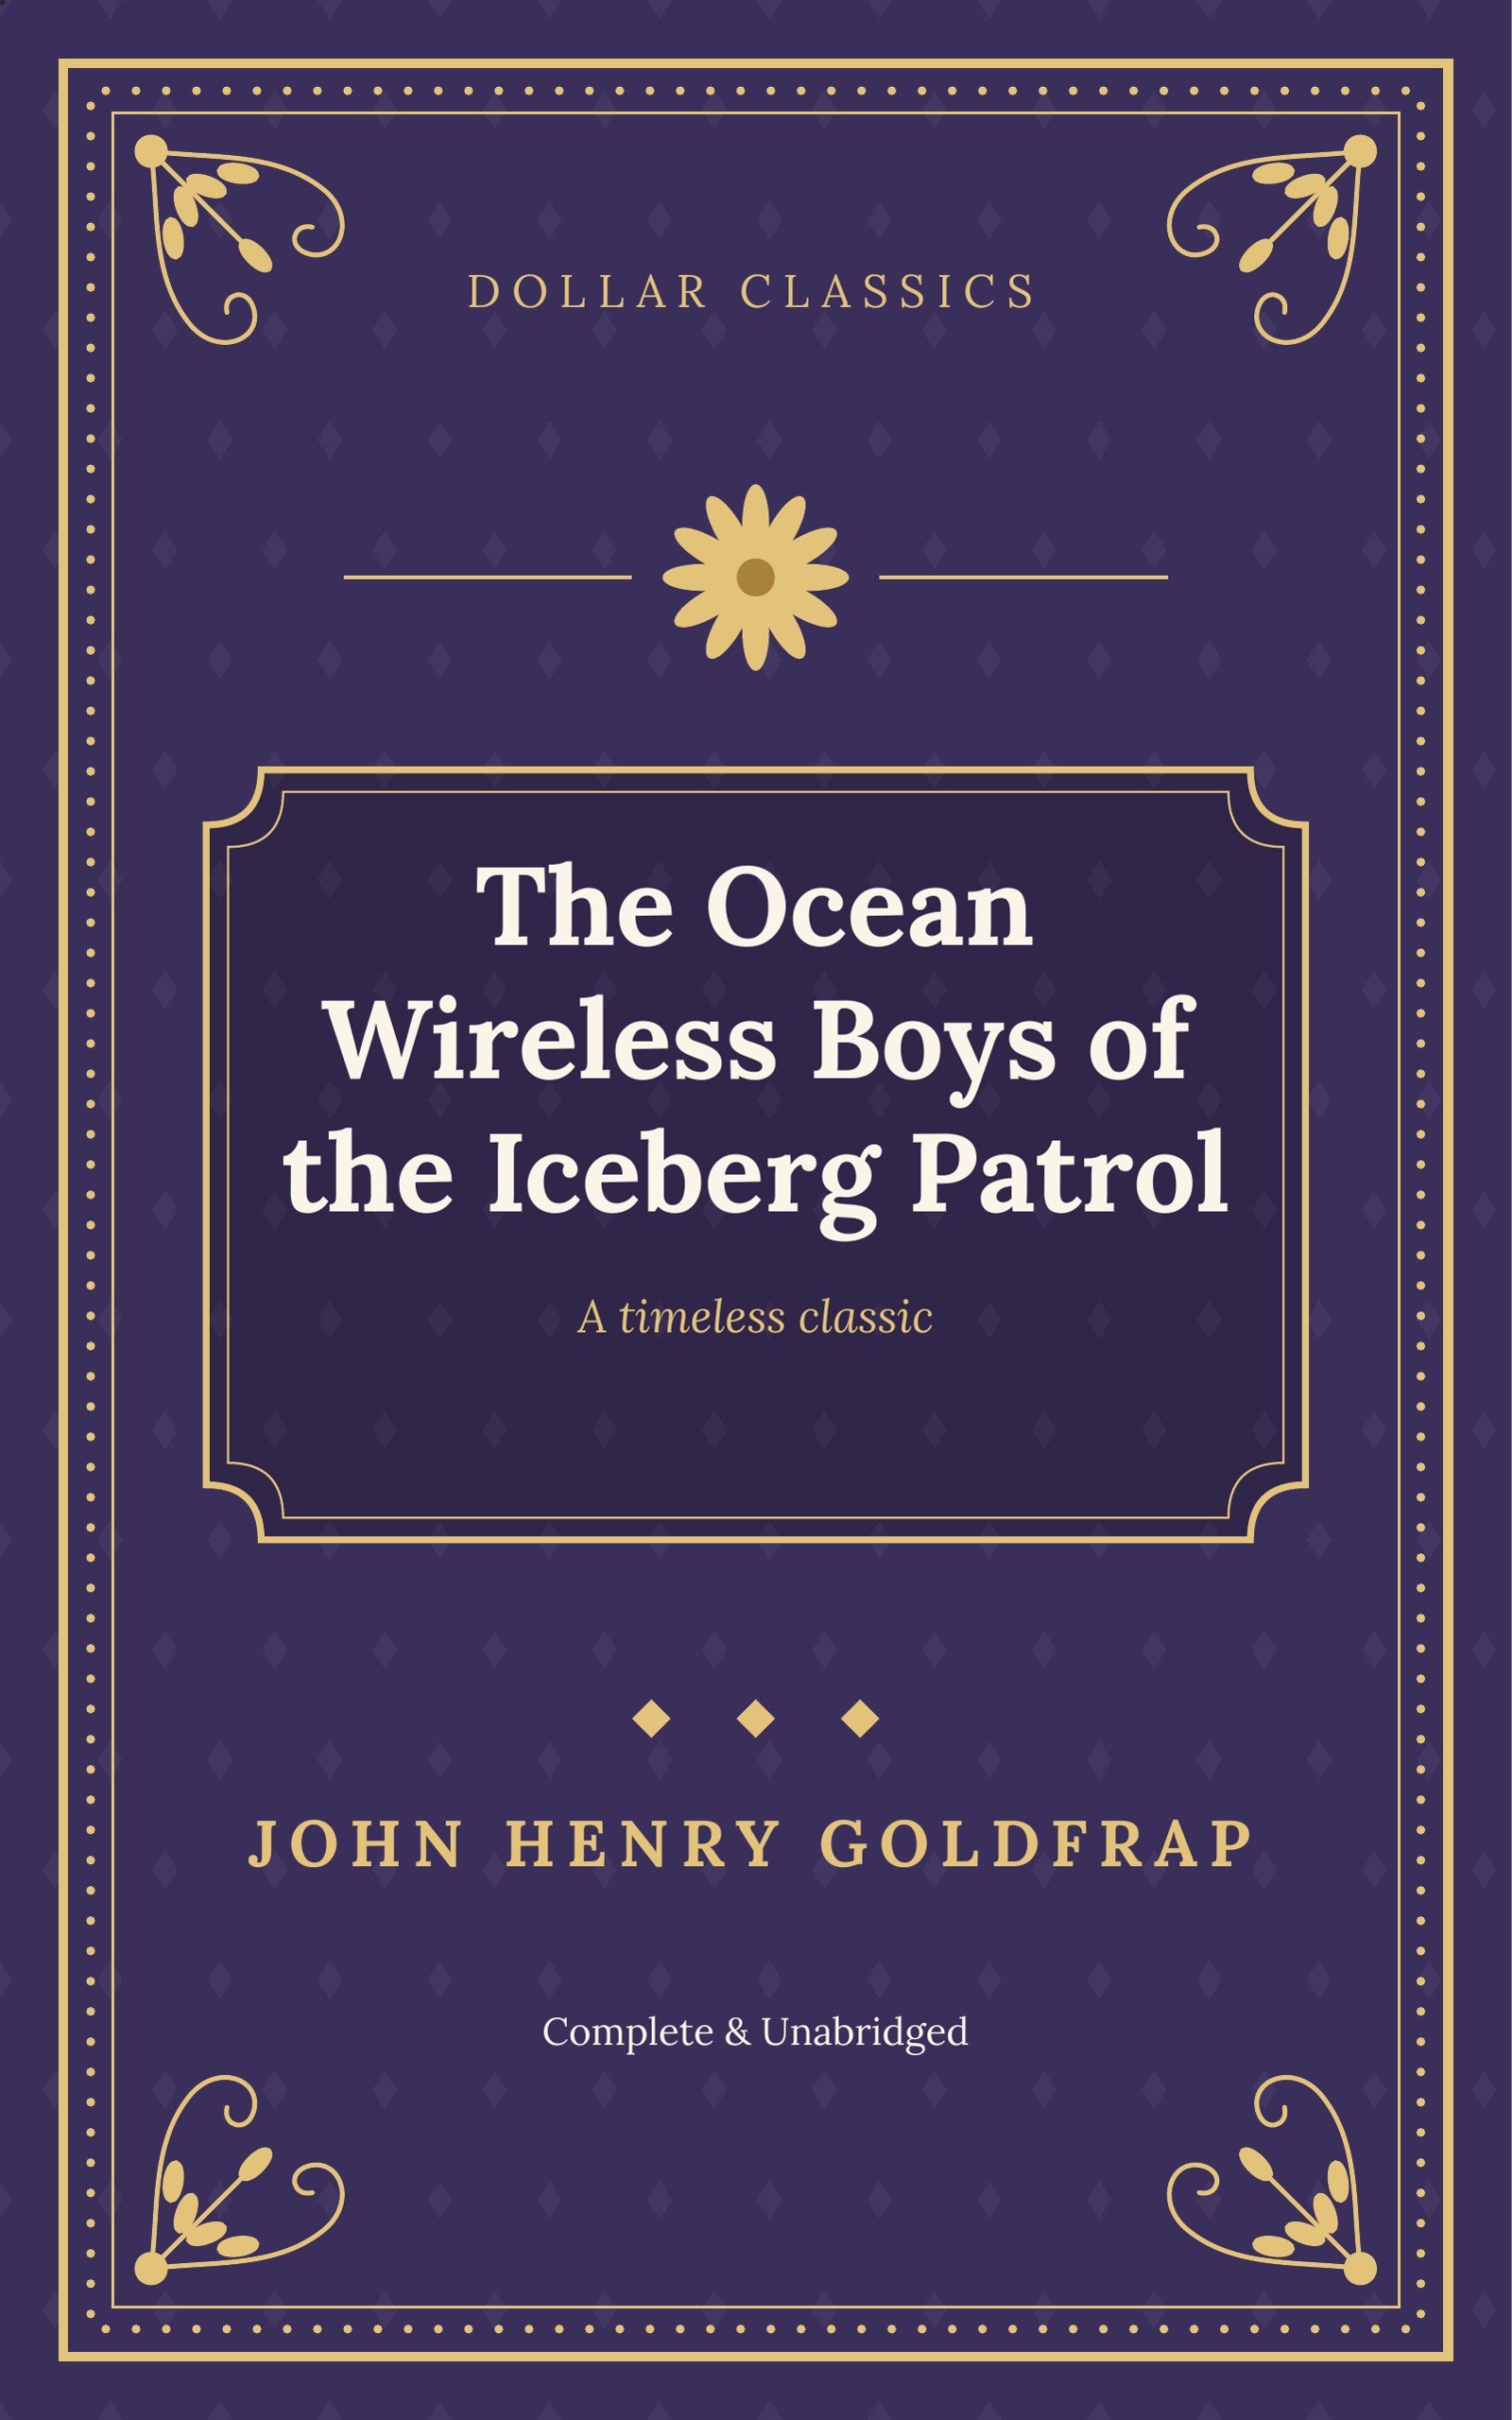 DOLLAR CLASSICS
The Ocean
Wireless Boys of
the Iceberg Patrol
A timeless classic
JOHN HENRY GOLDFRAP
Complete & Unabridged